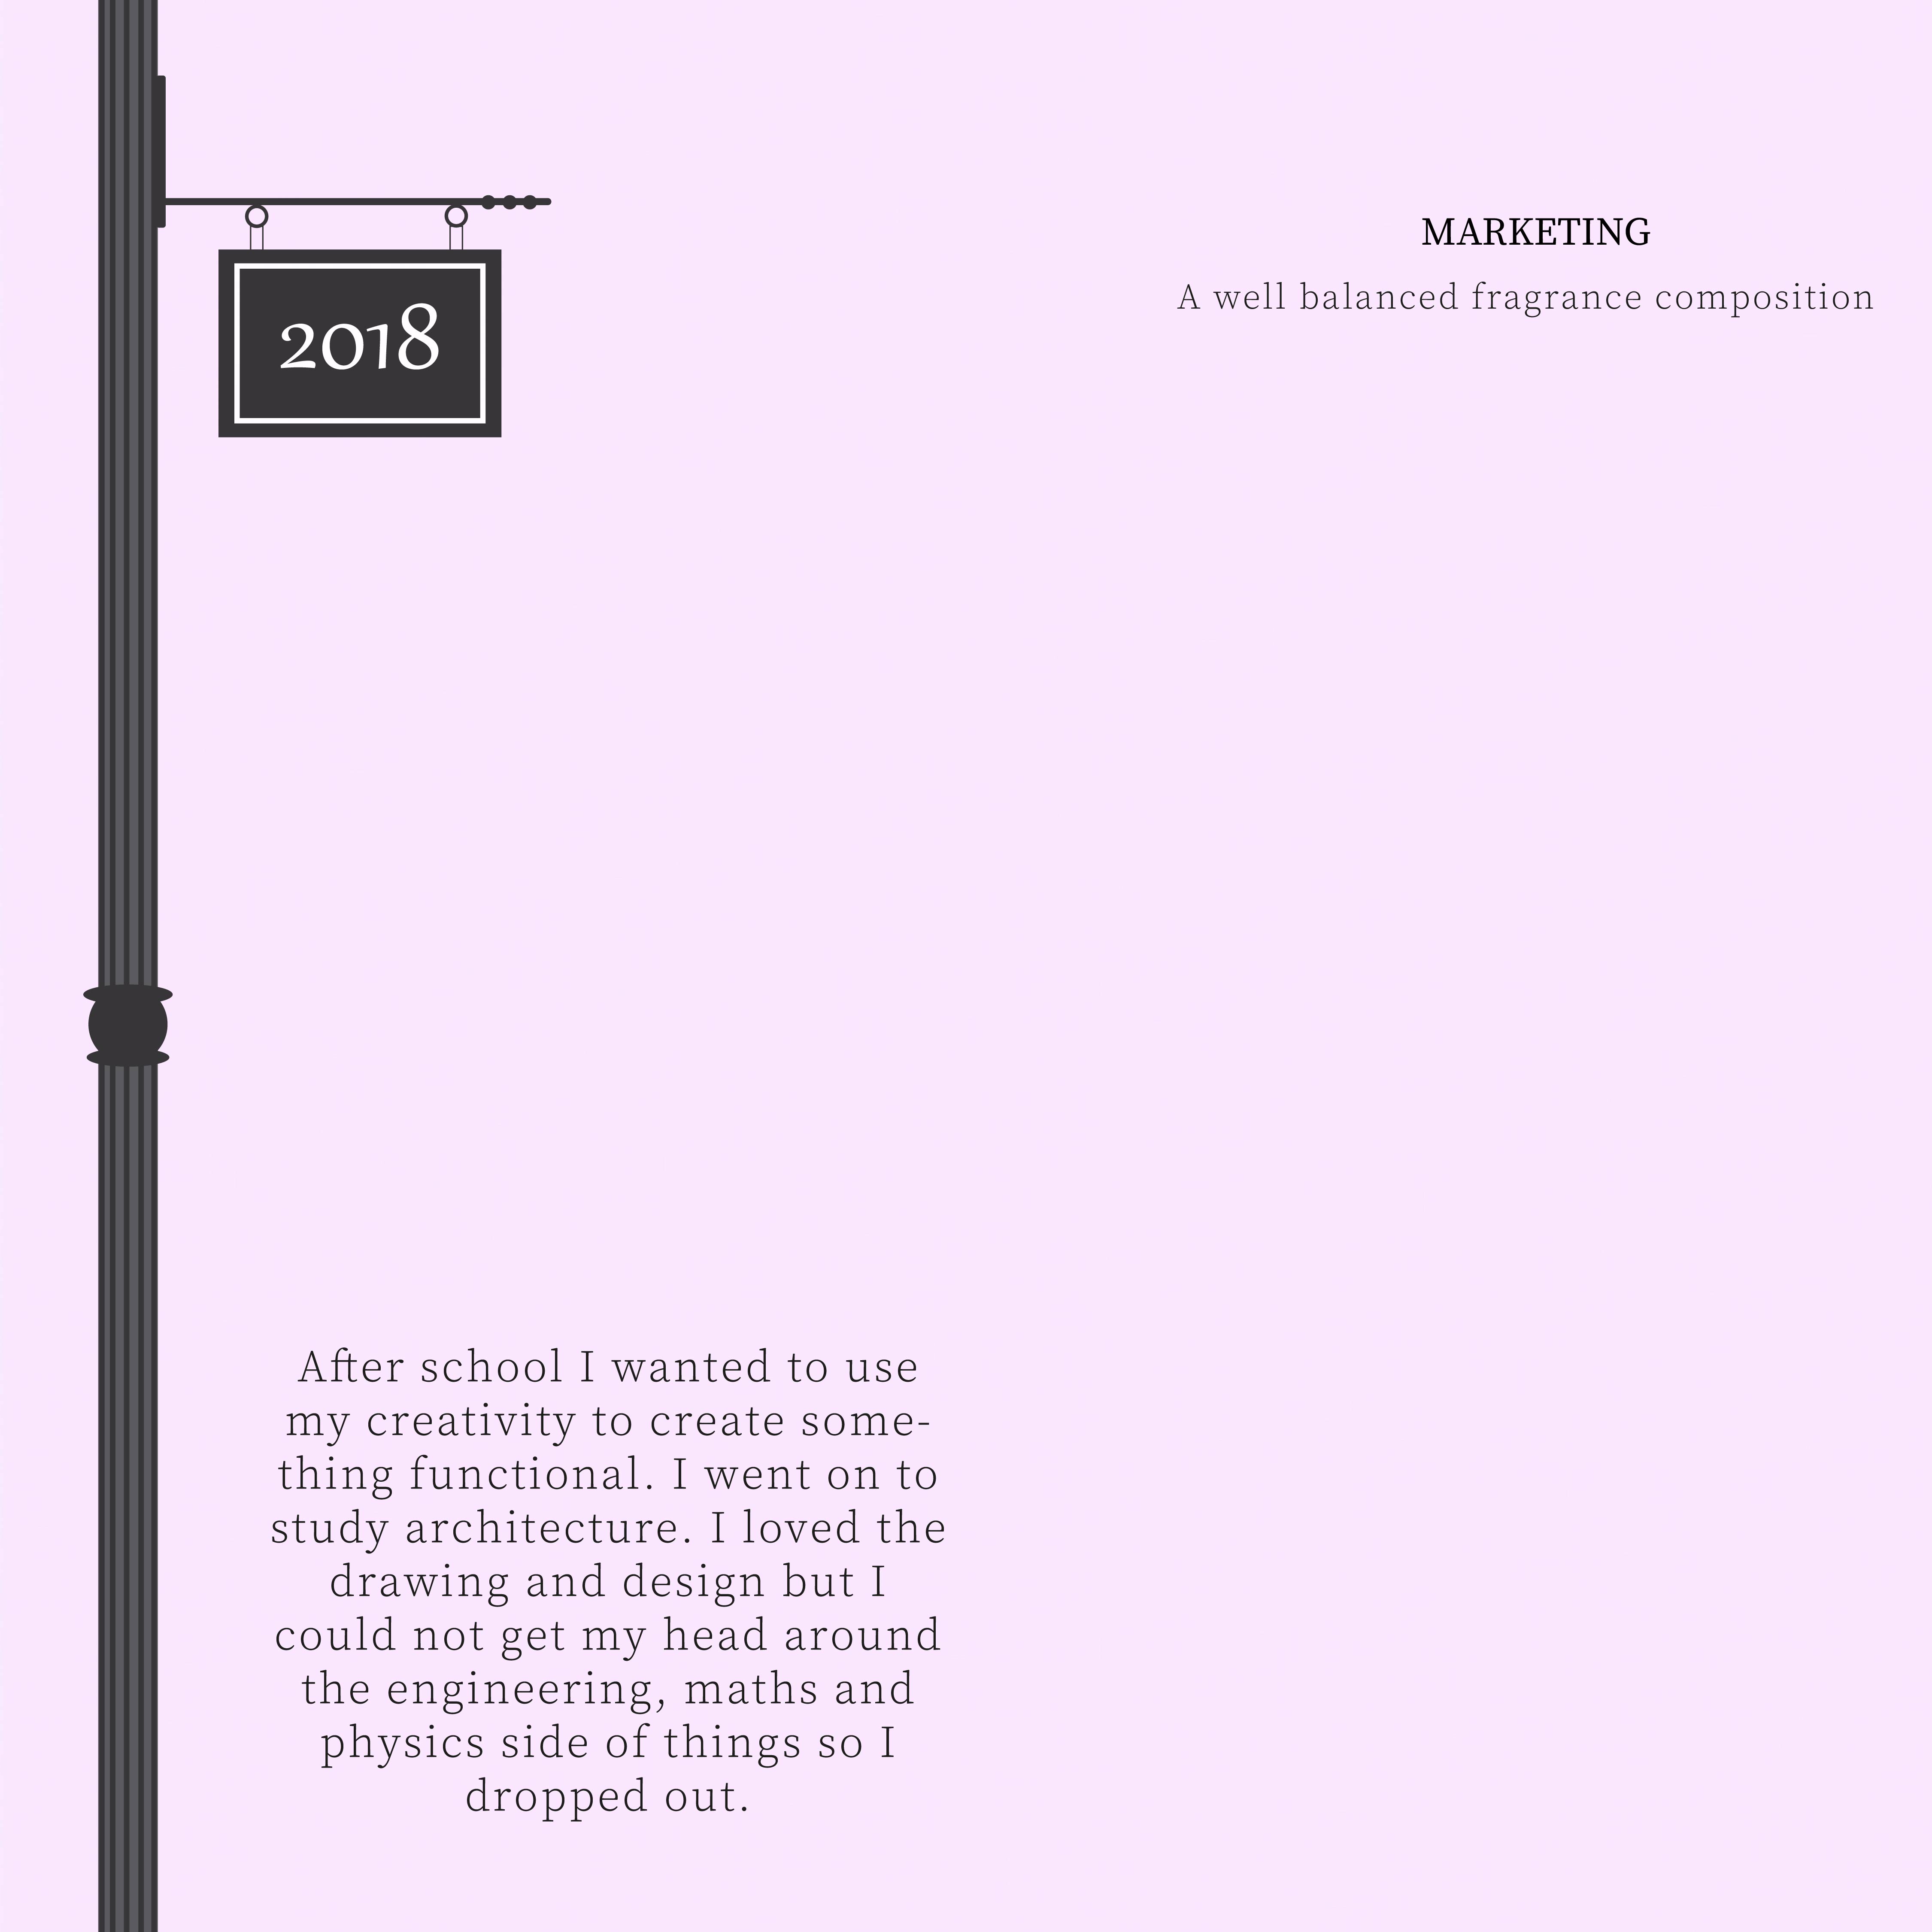 2018
MARKETING
A well balanced fragrance composition
After school I wanted to use
my creativity to create some-
thing functional. I went on to
study architecture. I loved the
drawing and design but I
could not get my head around
the engineering, maths and
physics side of things so I
dropped out.